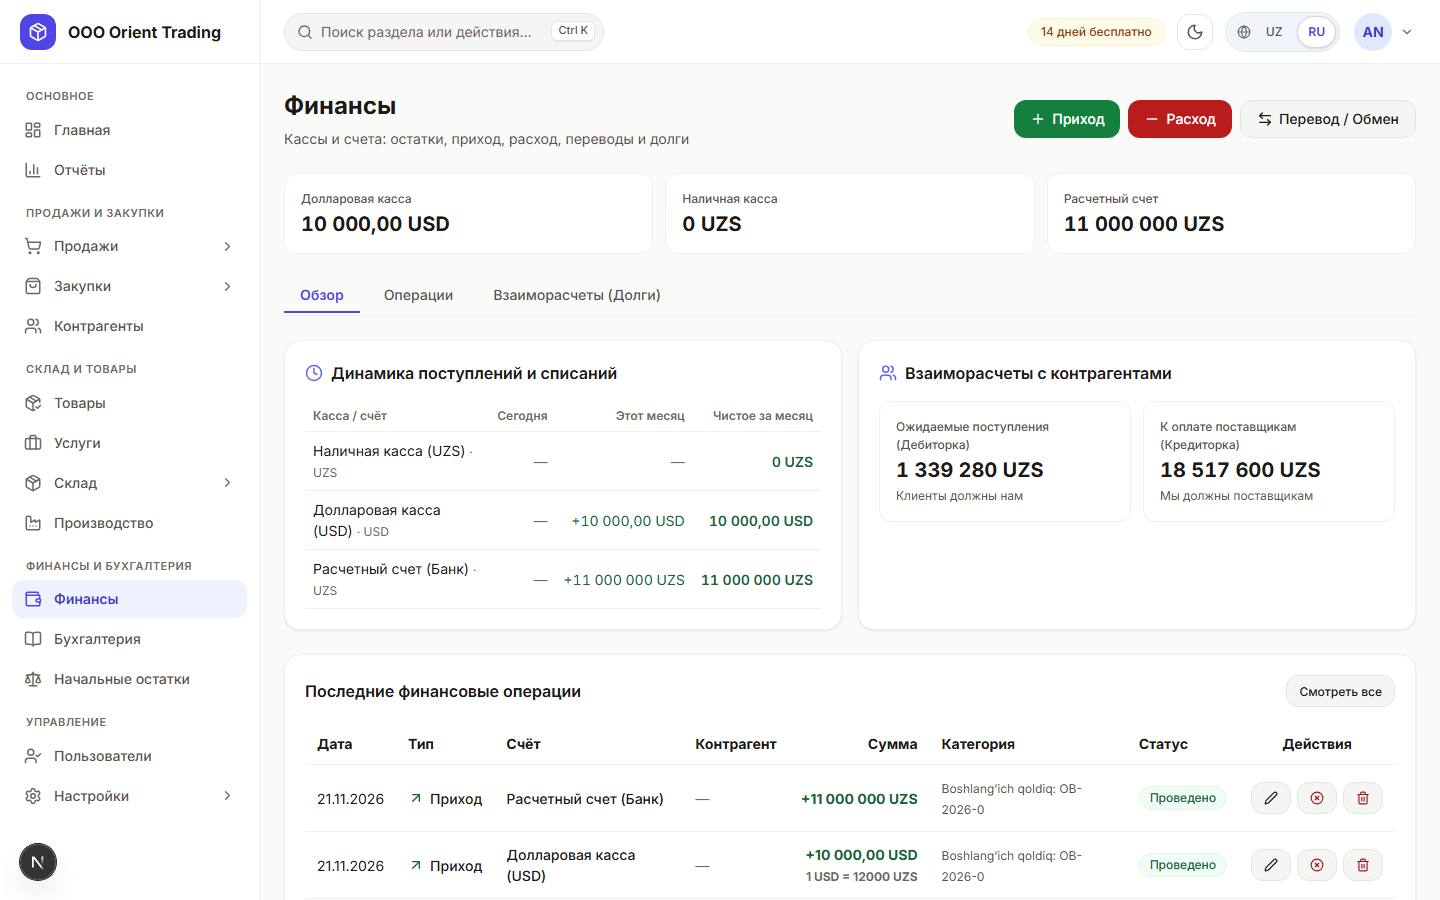 ООО Orient Trading
Поиск раздела или действия...
Ctrl K
14 дней бесплатно
UZ
RU
AN
ОСНОВНОЕ
Главная
Отчёты
ПРОДАЖИ И ЗАКУПКИ
Продажи
Закупки
Контрагенты
СКЛАД И ТОВАРЫ
Товары
Услуги
Склад
Производство
ФИНАНСЫ И БУХГАЛТЕРИЯ
Финансы
Бухгалтерия
Начальные остатки
УПРАВЛЕНИЕ
Пользователи
Настройки
N
Финансы
Кассы и счета: остатки, приход, расход, переводы и долги
+ Приход
− Расход
Перевод / Обмен
Долларовая касса
10 000,00 USD
Наличная касса
0 UZS
Расчетный счет
11 000 000 UZS
Обзор
Операции
Взаиморасчеты (Долги)
Динамика поступлений и списаний
Касса / счёт Сегодня Этот месяц Чистое за месяц
Наличная касса (UZS) ·
UZS
— — 0 UZS
Долларовая касса
(USD) · USD
— +10 000,00 USD 10 000,00 USD
Расчетный счет (Банк) ·
UZS
— +11 000 000 UZS 11 000 000 UZS
Взаиморасчеты с контрагентами
Ожидаемые поступления
(Дебиторка)
1 339 280 UZS
Клиенты должны нам
К оплате поставщикам
(Кредиторка)
18 517 600 UZS
Мы должны поставщикам
Последние финансовые операции
Смотреть все
Дата Тип Счёт Контрагент Сумма Категория Статус Действия
21.11.2026 Приход Расчетный счет (Банк) — +11 000 000 UZS
Boshlang‘ich qoldiq: OB-
2026-0
Проведено
21.11.2026 Приход
Долларовая касса
(USD)
—
+10 000,00 USD
1 USD = 12000 UZS
Boshlang‘ich qoldiq: OB-
2026-0
Проведено